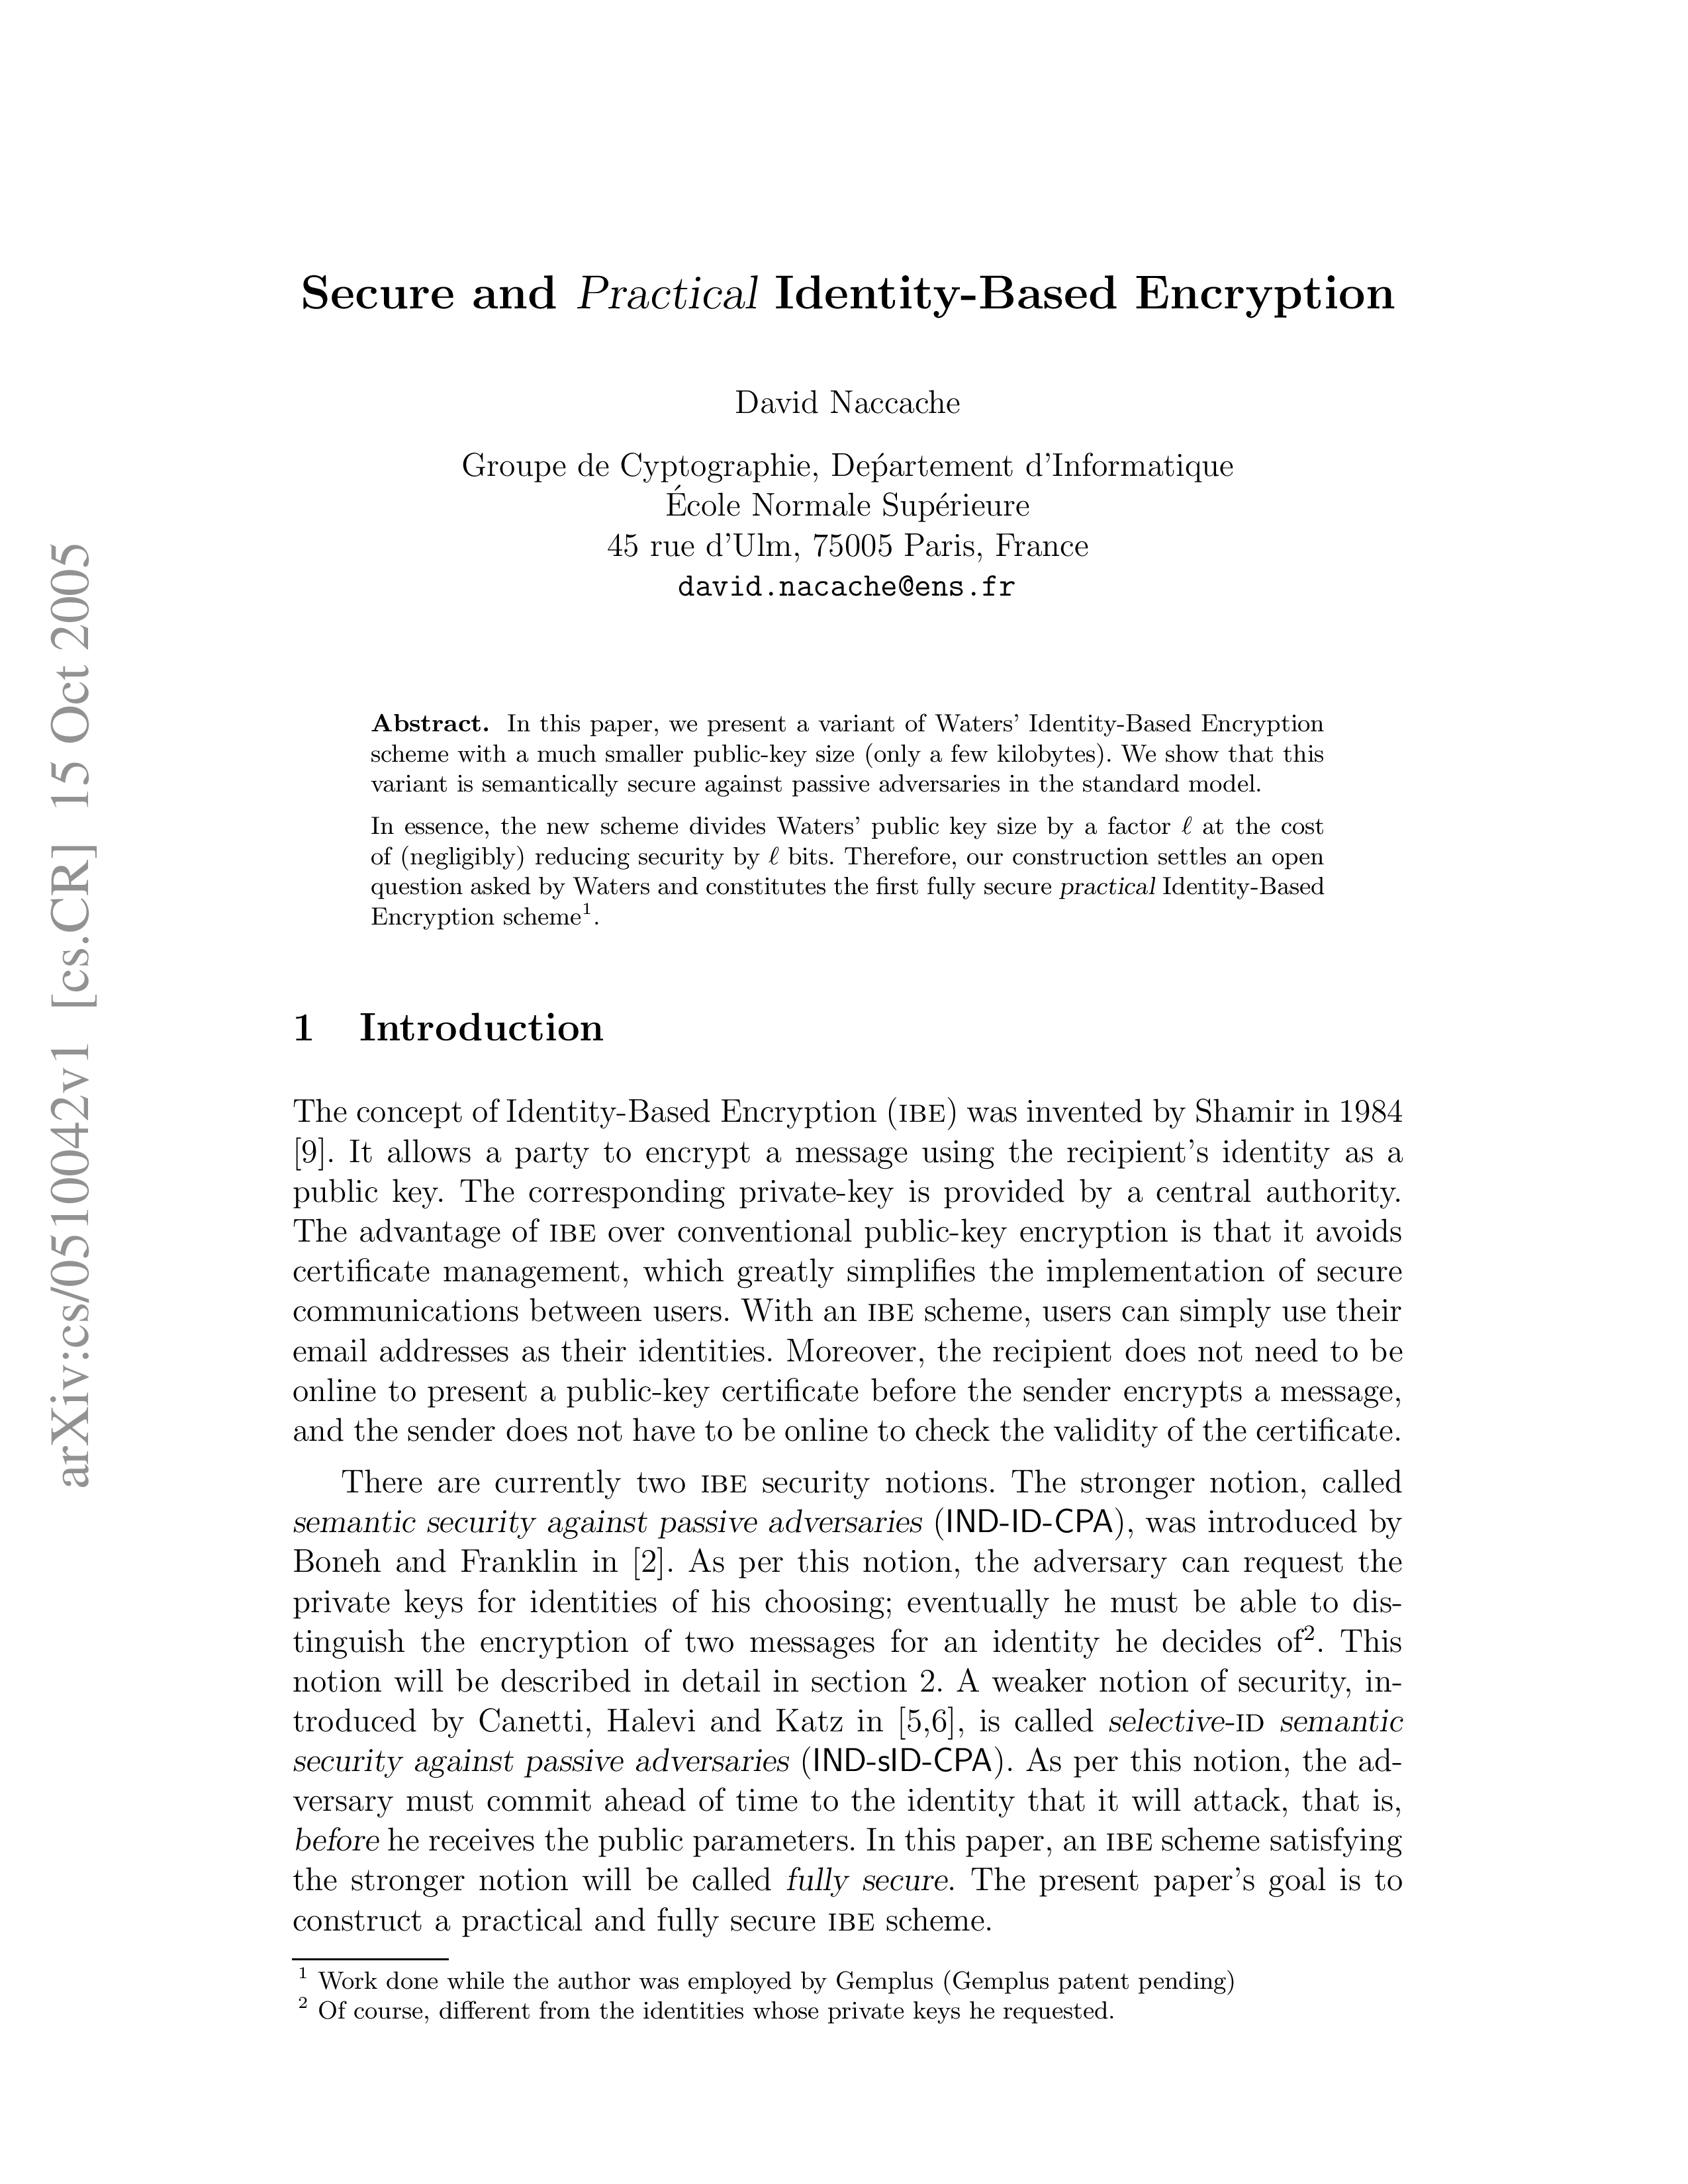 Secure and Practical Identity-Based Encryption
David Naccache
Groupe de Cyptographie, Deṕartement d'Informatique
École Normale Supérieure
45 rue d'Ulm, 75005 Paris, France
david.nacache@ens.fr
Abstract. In this paper, we present a variant of Waters' Identity-Based Encryption
scheme with a much smaller public-key size (only a few kilobytes). We show that this
variant is semantically secure against passive adversaries in the standard model.
In essence, the new scheme divides Waters' public key size by a factor ℓ at the cost
of (negligibly) reducing security by ℓ bits. Therefore, our construction settles an open
question asked by Waters and constitutes the first fully secure practical Identity-Based
Encryption scheme¹.
1 Introduction
The concept of Identity-Based Encryption (IBE) was invented by Shamir in 1984
[9]. It allows a party to encrypt a message using the recipient's identity as a
public key. The corresponding private-key is provided by a central authority.
The advantage of IBE over conventional public-key encryption is that it avoids
certificate management, which greatly simplifies the implementation of secure
communications between users. With an IBE scheme, users can simply use their
email addresses as their identities. Moreover, the recipient does not need to be
online to present a public-key certificate before the sender encrypts a message,
and the sender does not have to be online to check the validity of the certificate.
There are currently two IBE security notions. The stronger notion, called
semantic security against passive adversaries (IND-ID-CPA), was introduced by
Boneh and Franklin in [2]. As per this notion, the adversary can request the
private keys for identities of his choosing; eventually he must be able to dis-
tinguish the encryption of two messages for an identity he decides of². This
notion will be described in detail in section 2. A weaker notion of security, in-
troduced by Canetti, Halevi and Katz in [5,6], is called selective-ID semantic
security against passive adversaries (IND-sID-CPA). As per this notion, the ad-
versary must commit ahead of time to the identity that it will attack, that is,
before he receives the public parameters. In this paper, an IBE scheme satisfying
the stronger notion will be called fully secure. The present paper's goal is to
construct a practical and fully secure IBE scheme.
¹ Work done while the author was employed by Gemplus (Gemplus patent pending)
² Of course, different from the identities whose private keys he requested.
arXiv:cs/0510042v1 [cs.CR] 15 Oct 2005